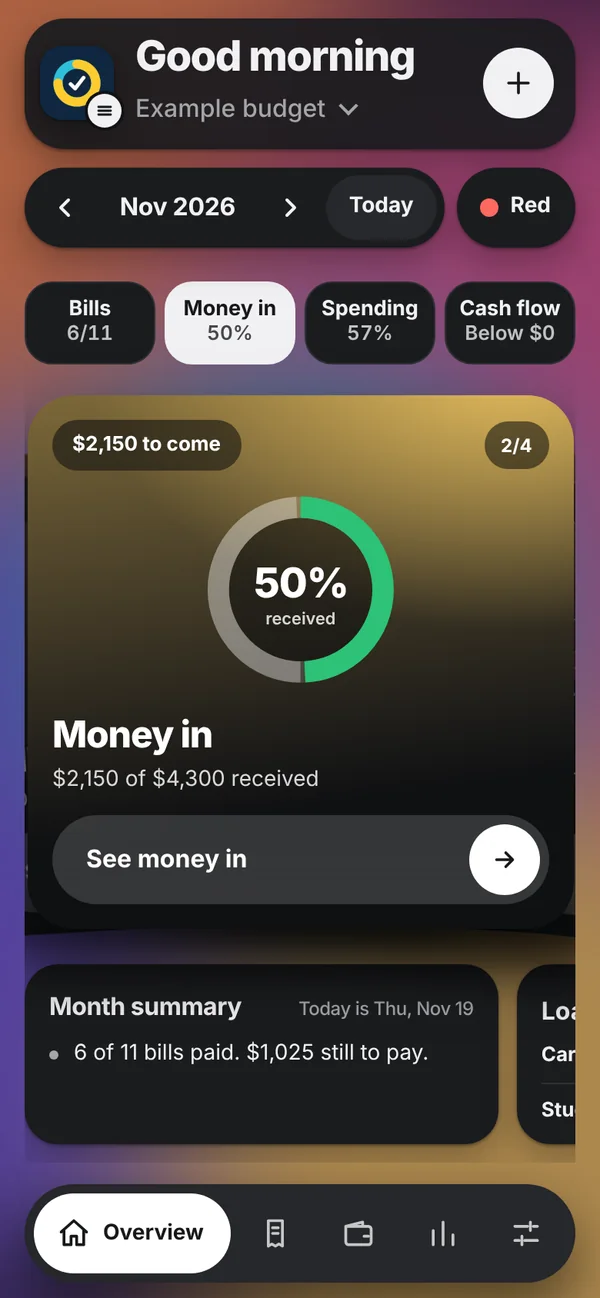 Good morning
Example budget
Nov 2026
Today
Red
Bills
6/11
Money in
50%
Spending
57%
Cash flow
Below $0
$2,150 to come
2/4
50%
received
Money in
$2,150 of $4,300 received
See money in
Month summary
Today is Thu, Nov 19
6 of 11 bills paid. $1,025 still to pay.
Overview